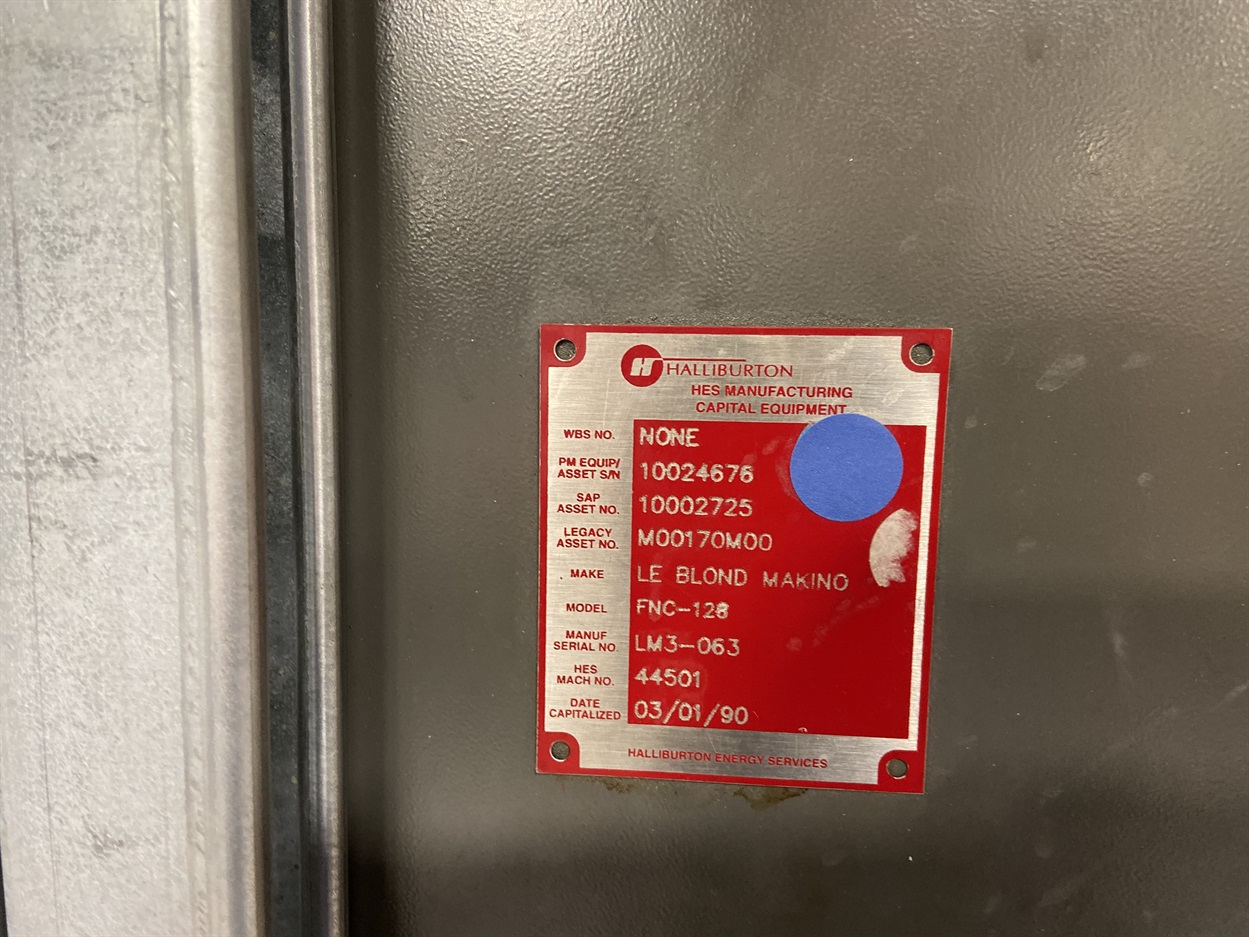 H HALLIBURTON
HES MANUFACTURING
CAPITAL EQUIPMENT
WBS NO. NONE
PM EQUIP/
ASSET S/N 10024676
SAP
ASSET NO. 10002725
LEGACY
ASSET NO. M00170M00
MAKE LE BLOND MAKINO
MODEL FNC-128
MANUF
SERIAL NO. LM3-063
HES
MACH NO. 44501
DATE
CAPITALIZED 03/01/90
HALLIBURTON ENERGY SERVICES